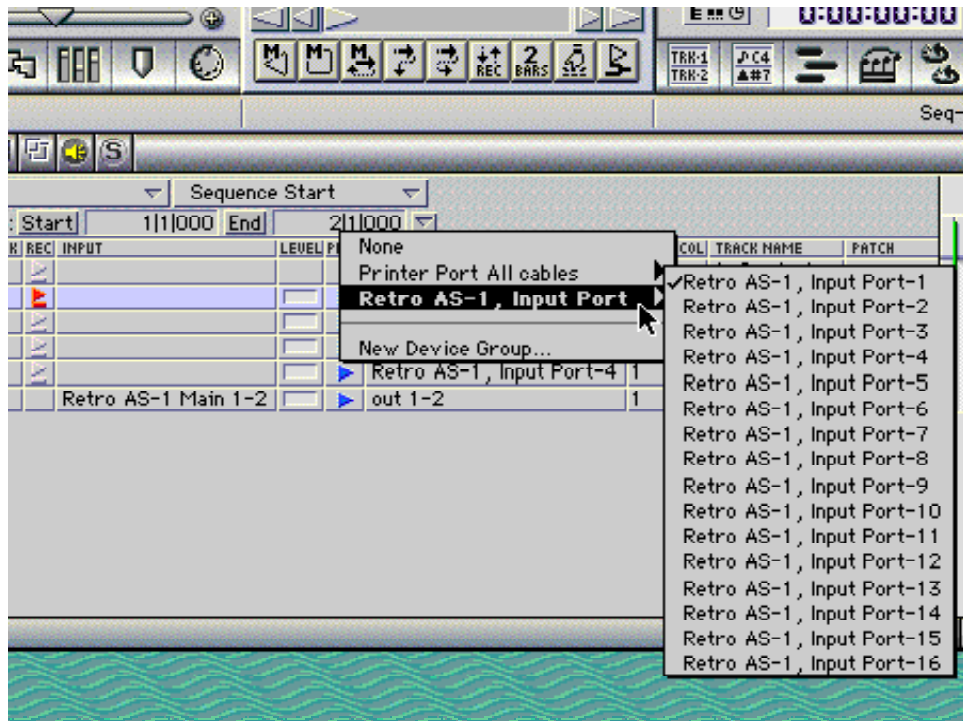 0:00:00:00
M
M
M
REC
2
BARS
TRK-1
TRK-2
C4
#7
Seq-
S
Sequence Start
: Start 1|1|000 End 2|1|000
K REC INPUT LEVEL COL TRACK NAME PATCH
None
Printer Port All cables
Retro AS-1, Input Port
New Device Group...
Retro AS-1, Input Port-4 1
Retro AS-1 Main 1-2 out 1-2 1
✓Retro AS-1, Input Port-1
Retro AS-1, Input Port-2
Retro AS-1, Input Port-3
Retro AS-1, Input Port-4
Retro AS-1, Input Port-5
Retro AS-1, Input Port-6
Retro AS-1, Input Port-7
Retro AS-1, Input Port-8
Retro AS-1, Input Port-9
Retro AS-1, Input Port-10
Retro AS-1, Input Port-11
Retro AS-1, Input Port-12
Retro AS-1, Input Port-13
Retro AS-1, Input Port-14
Retro AS-1, Input Port-15
Retro AS-1, Input Port-16